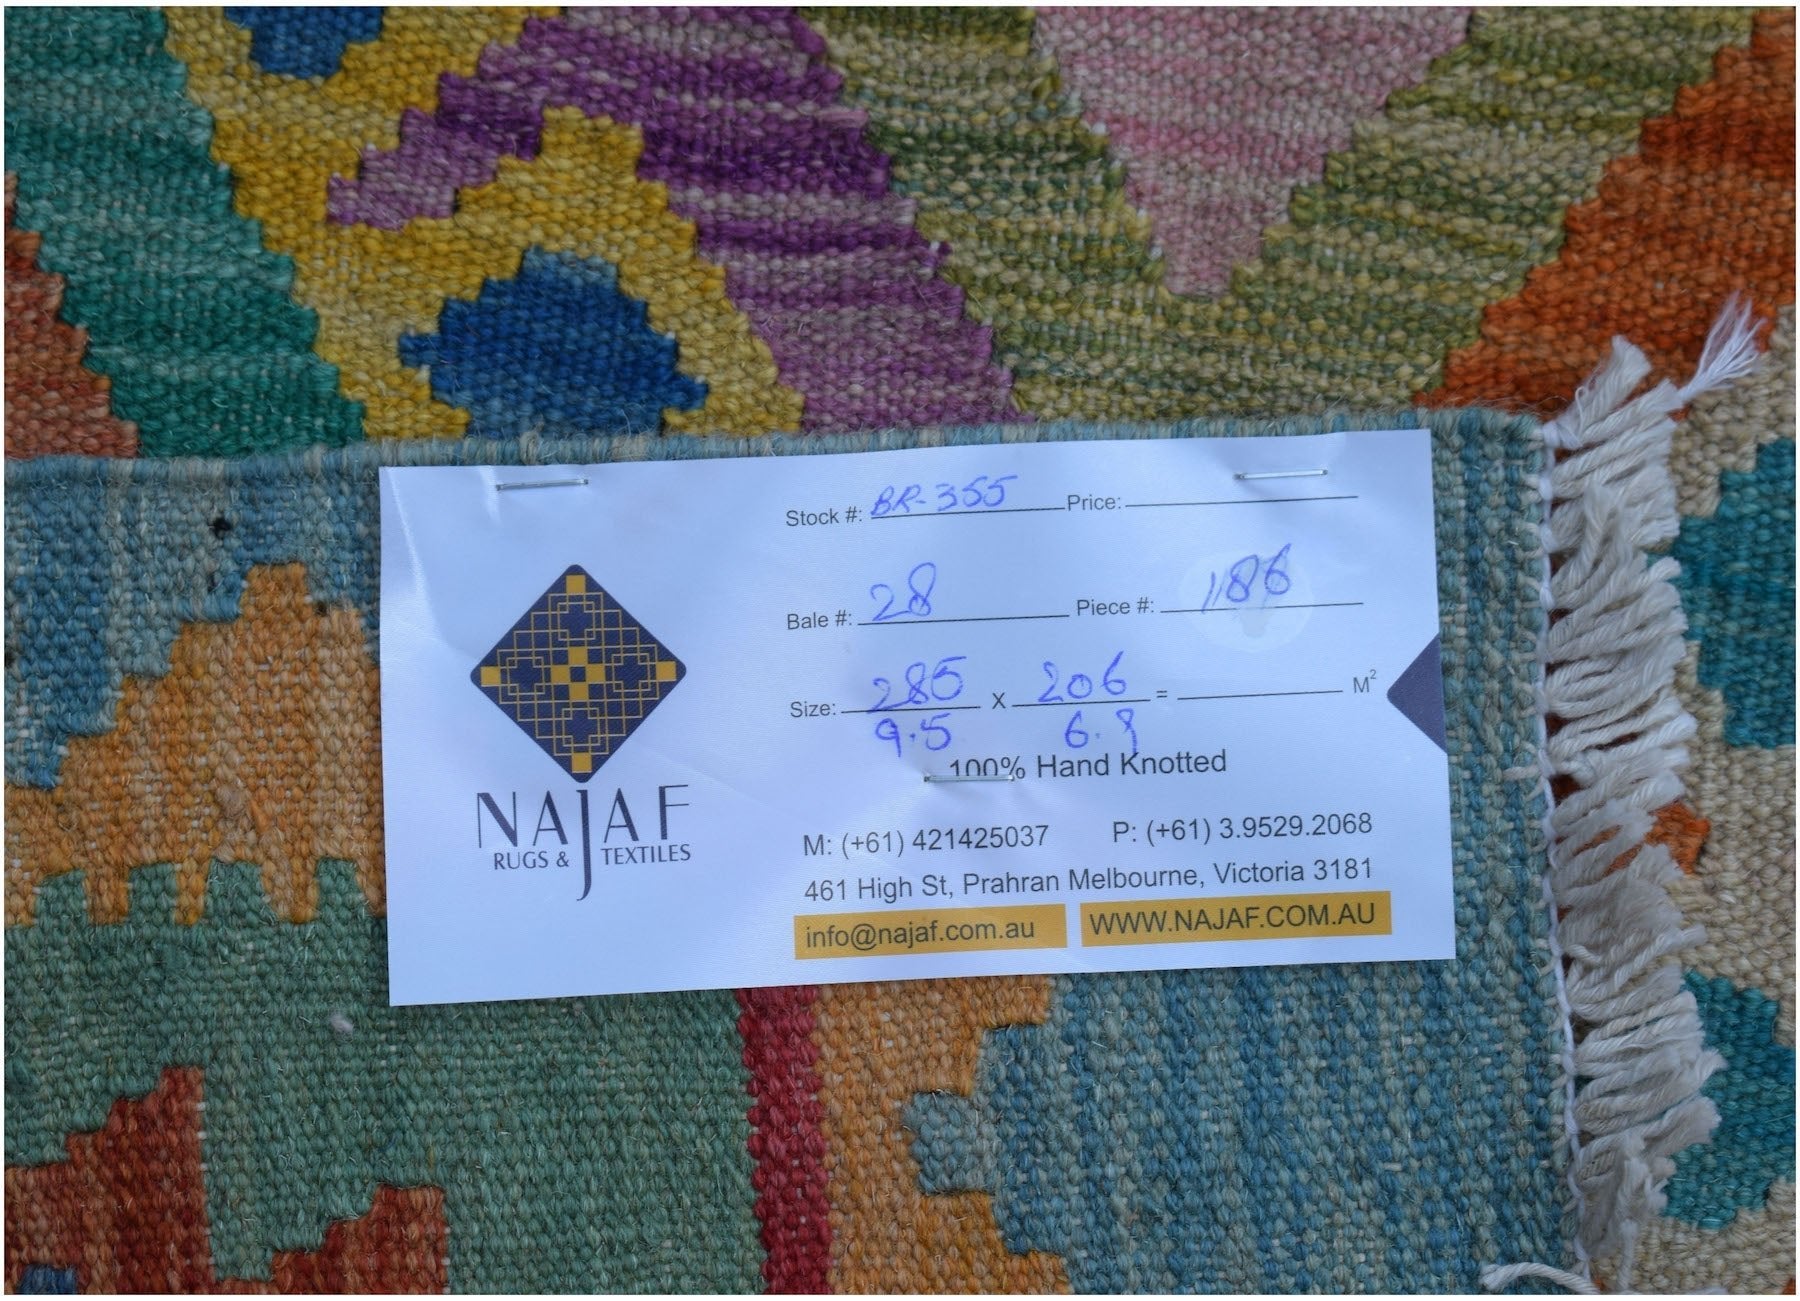 Stock #: BR-355 Price:
Bale #: 28 Piece #: 186
Size: 285 x 206 = M²
9.5 6.9
100% Hand Knotted
NAJAF
RUGS & TEXTILES
M: (+61) 421425037 P: (+61) 3.9529.2068
461 High St, Prahran Melbourne, Victoria 3181
info@najaf.com.au WWW.NAJAF.COM.AU